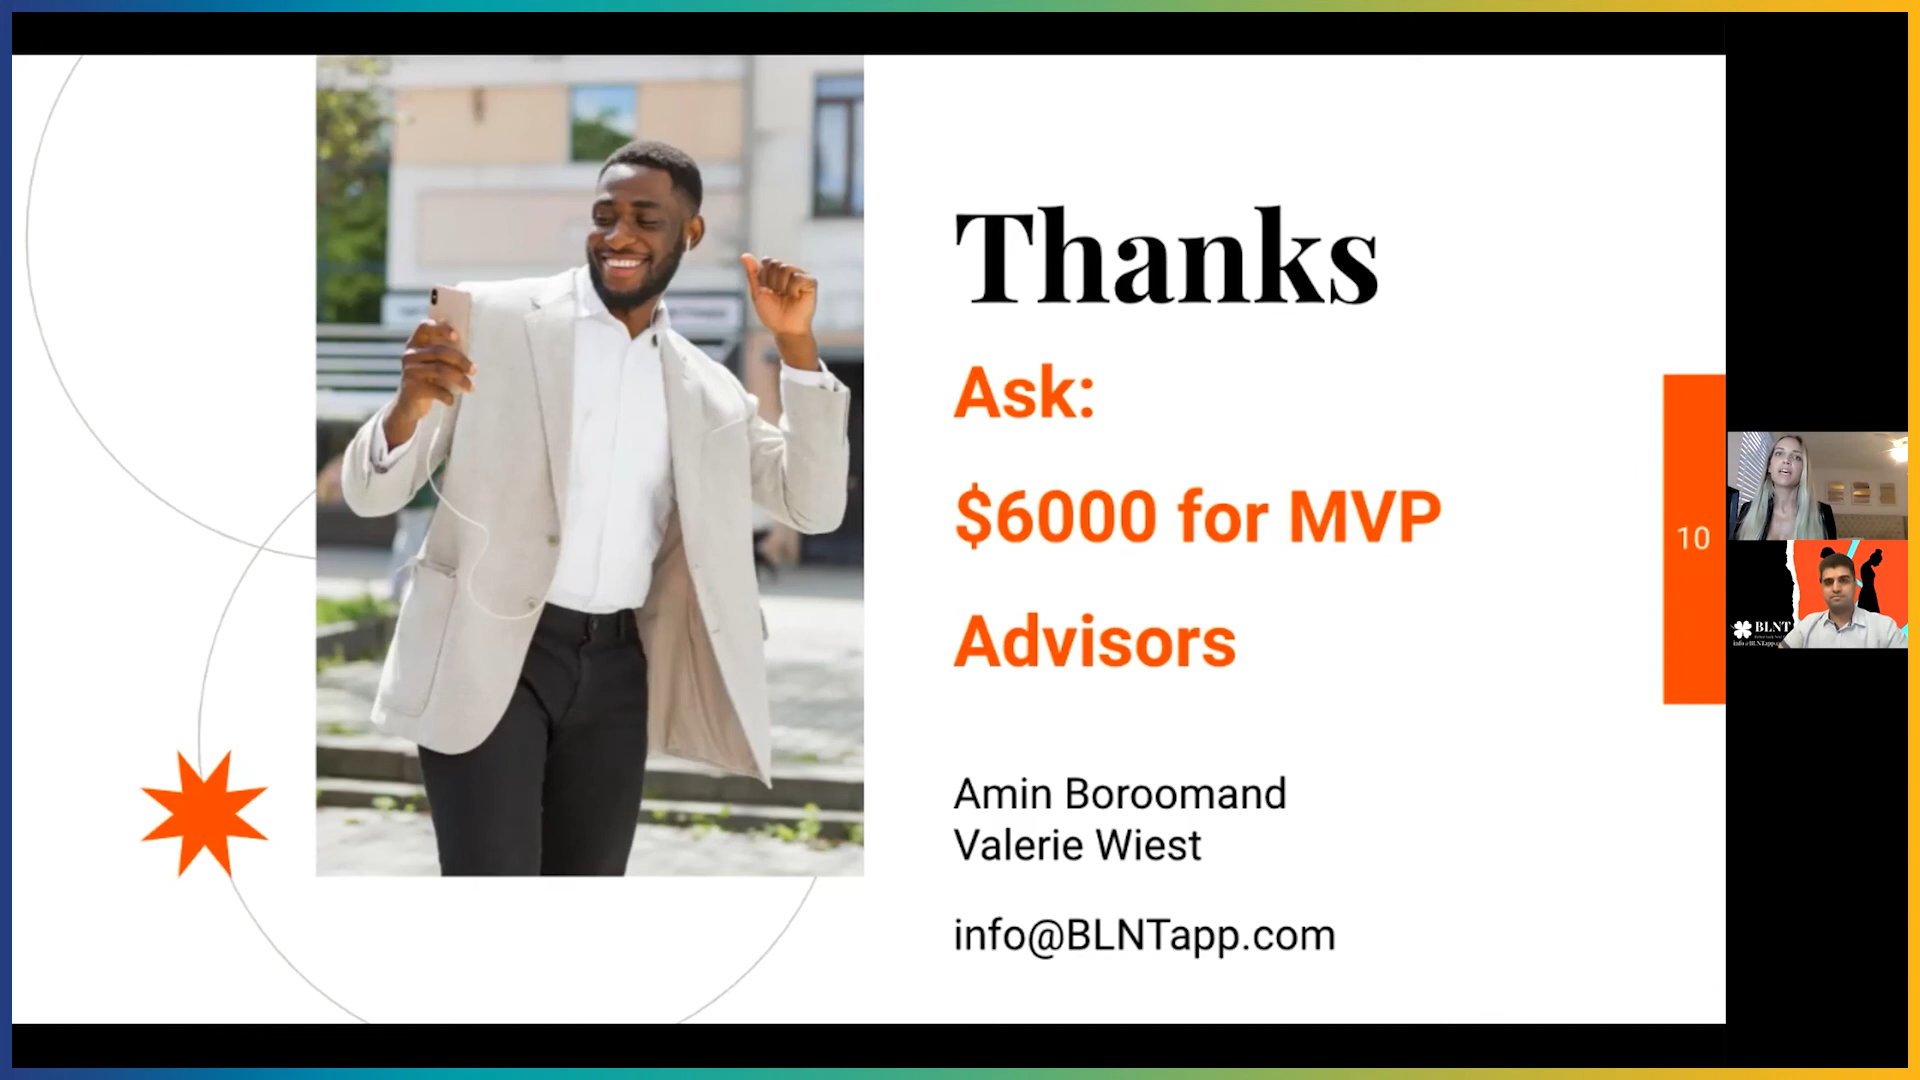 Thanks
Ask:
$6000 for MVP
Advisors
Amin Boroomand
Valerie Wiest
info@BLNTapp.com
10
BLNT